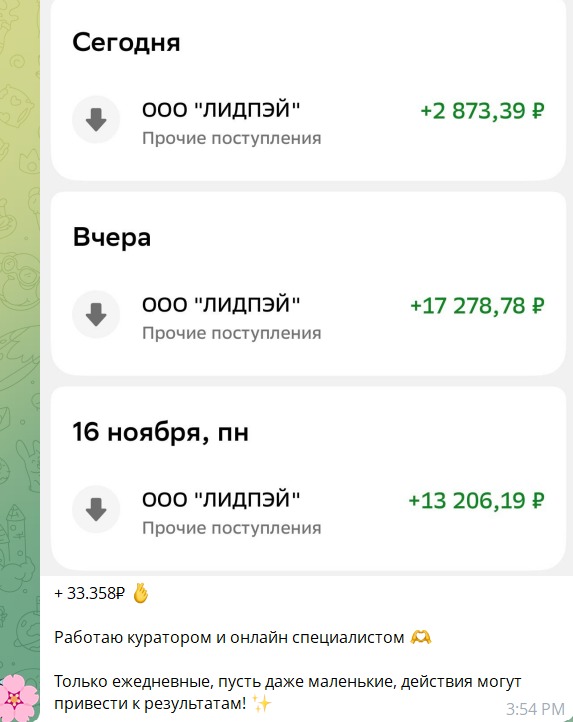 Сегодня
ООО "ЛИДПЭЙ" +2 873,39 ₽
Прочие поступления
Вчера
ООО "ЛИДПЭЙ" +17 278,78 ₽
Прочие поступления
16 ноября, пн
ООО "ЛИДПЭЙ" +13 206,19 ₽
Прочие поступления
+ 33.358₽ 🫰
Работаю куратором и онлайн специалистом 🫶
Только ежедневные, пусть даже маленькие, действия могут
привести к результатам! ✨
3:54 PM